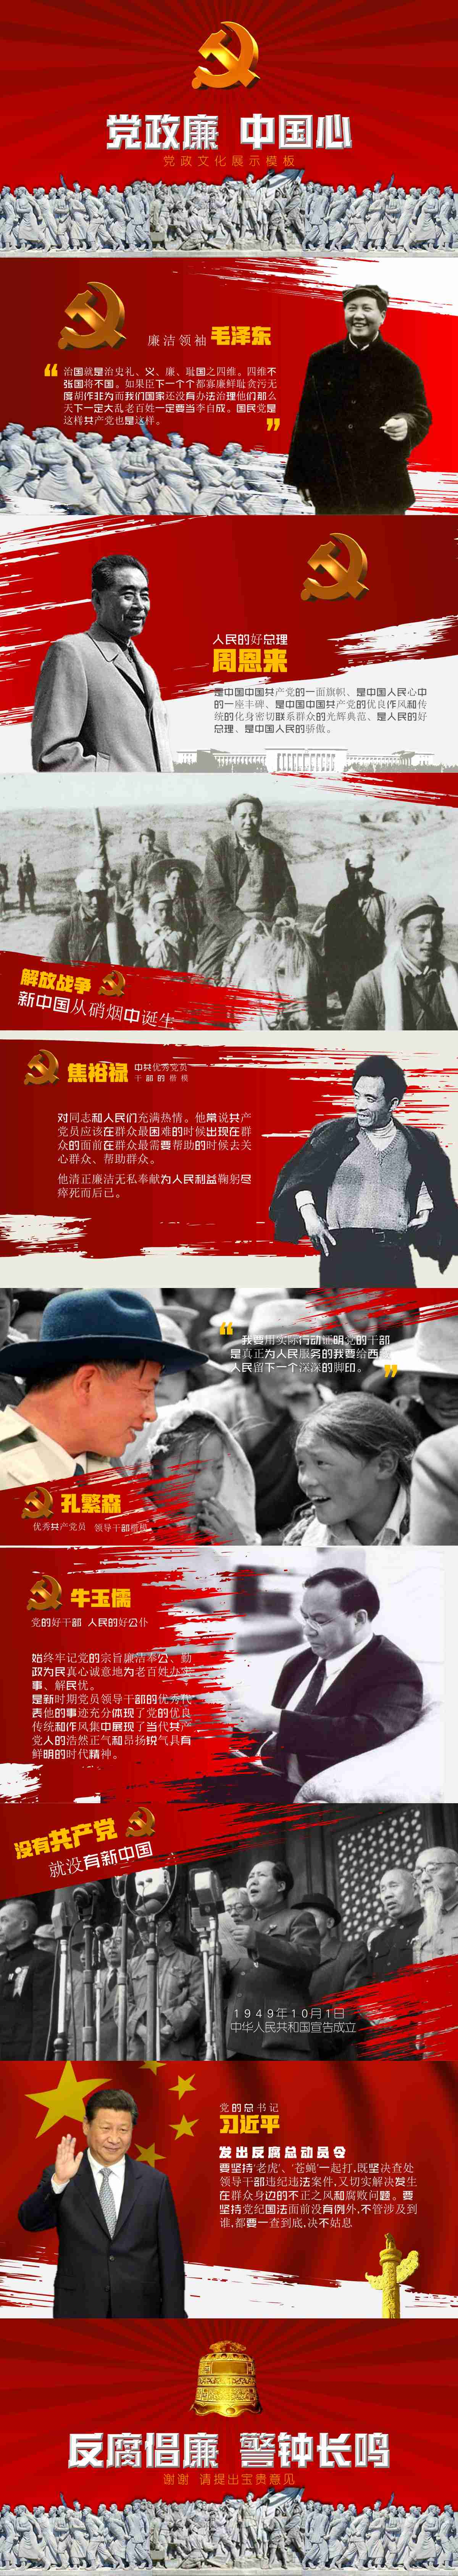 党政廉 中国心
党政文化展示模板
廉洁领袖 毛泽东
“
治国就是治史礼、义、廉、耻国之四维。四维不
张国将不国。如果臣下一个个都寡廉鲜耻贪污无
度胡作非为而我们国家还没有办法治理他们那么
天下一定大乱老百姓一定要当李自成。国民党是
这样共产党也是这样。
”
人民的好总理
周恩来
是中国中国共产党的一面旗帜、是中国人民心中
的一座丰碑、是中国中国共产党的优良作风和传
统的化身密切联系群众的光辉典范、是人民的好
总理、是中国人民的骄傲。
解放战争
新中国从硝烟中诞生
焦裕禄 中共优秀党员
干部的楷模
对同志和人民们充满热情。他常说共产
党员应该在群众最困难的时候出现在群
众的面前在群众最需要帮助的时候去关
心群众、帮助群众。
他清正廉洁无私奉献为人民利益鞠躬尽
瘁死而后已。
“
我要用实际行动证明党的干部
是真正为人民服务的我要给西藏
人民留下一个深深的脚印。
”
孔繁森
优秀共产党员 领导干部楷模
牛玉儒
党的好干部 人民的好公仆
始终牢记党的宗旨廉洁奉公、勤
政为民真心诚意地为老百姓办实
事、解民忧。
是新时期党员领导干部的优秀代
表他的事迹充分体现了党的优良
传统和作风集中展现了当代共产
党人的浩然正气和昂扬锐气具有
鲜明的时代精神。
没有共产党
就没有新中国
1949年10月1日
中华人民共和国宣告成立
党的总书记
习近平
发出反腐总动员令
要坚持‘老虎’、‘苍蝇’一起打,既坚决查处
领导干部违纪违法案件,又切实解决发生
在群众身边的不正之风和腐败问题。要
坚持党纪国法面前没有例外,不管涉及到
谁,都要一查到底,决不姑息
反腐倡廉 警钟长鸣
谢谢 请提出宝贵意见